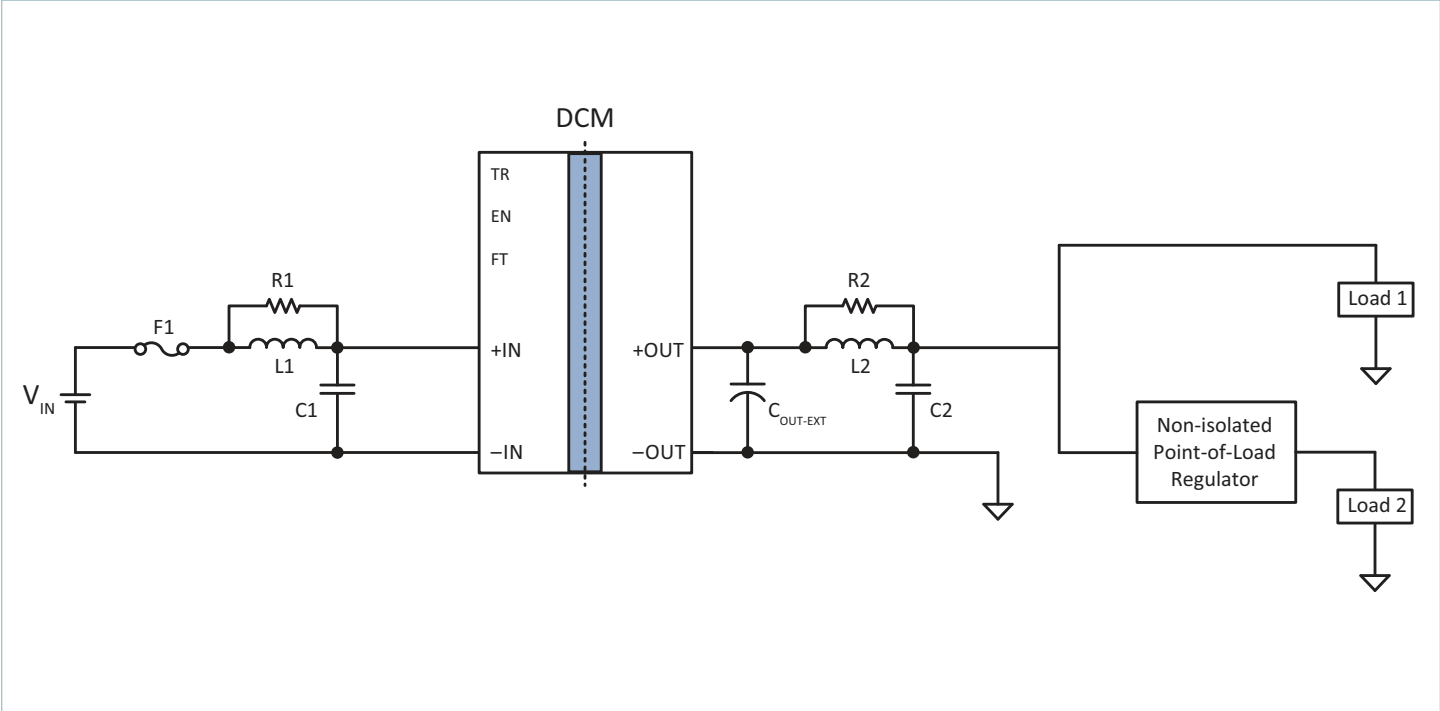 DCM
TR
EN
FT
R1
F1
L1
C1
VIN
+IN
–IN
+OUT
–OUT
R2
L2
COUT-EXT
C2
Load 1
Non-isolated
Point-of-Load
Regulator
Load 2